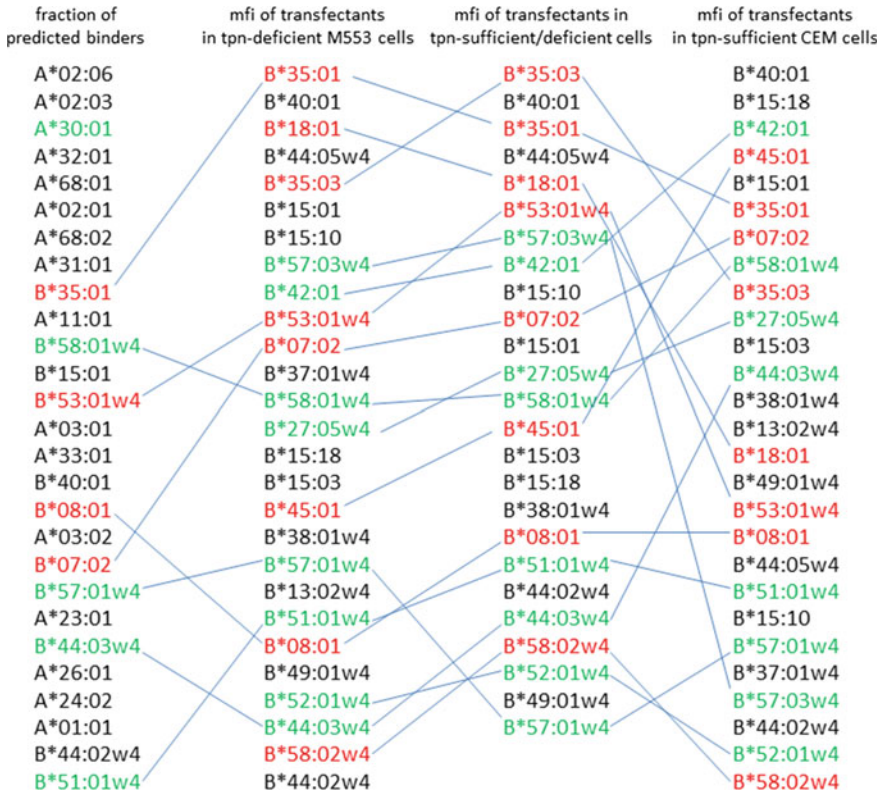 fraction of
predicted binders
A*02:06
A*02:03
A*30:01
A*32:01
A*68:01
A*02:01
A*68:02
A*31:01
B*35:01
A*11:01
B*58:01w4
B*15:01
B*53:01w4
A*03:01
A*33:01
B*40:01
B*08:01
A*03:02
B*07:02
B*57:01w4
A*23:01
B*44:03w4
A*26:01
A*24:02
A*01:01
B*44:02w4
B*51:01w4
mfi of transfectants
in tpn-deficient M553 cells
B*35:01
B*40:01
B*18:01
B*44:05w4
B*35:03
B*15:01
B*15:10
B*57:03w4
B*42:01
B*53:01w4
B*07:02
B*37:01w4
B*58:01w4
B*27:05w4
B*15:18
B*15:03
B*45:01
B*38:01w4
B*57:01w4
B*13:02w4
B*51:01w4
B*08:01
B*49:01w4
B*52:01w4
B*44:03w4
B*58:02w4
B*44:02w4
mfi of transfectants in
tpn-sufficient/deficient cells
B*35:03
B*40:01
B*35:01
B*44:05w4
B*18:01
B*53:01w4
B*57:03w4
B*42:01
B*15:10
B*07:02
B*15:01
B*27:05w4
B*58:01w4
B*45:01
B*15:03
B*15:18
B*38:01w4
B*08:01
B*51:01w4
B*44:02w4
B*44:03w4
B*58:02w4
B*52:01w4
B*49:01w4
B*57:01w4
mfi of transfectants
in tpn-sufficient CEM cells
B*40:01
B*15:18
B*42:01
B*45:01
B*15:01
B*35:01
B*07:02
B*58:01w4
B*35:03
B*27:05w4
B*15:03
B*44:03w4
B*38:01w4
B*13:02w4
B*18:01
B*49:01w4
B*53:01w4
B*08:01
B*44:05w4
B*51:01w4
B*15:10
B*57:01w4
B*37:01w4
B*57:03w4
B*44:02w4
B*52:01w4
B*58:02w4